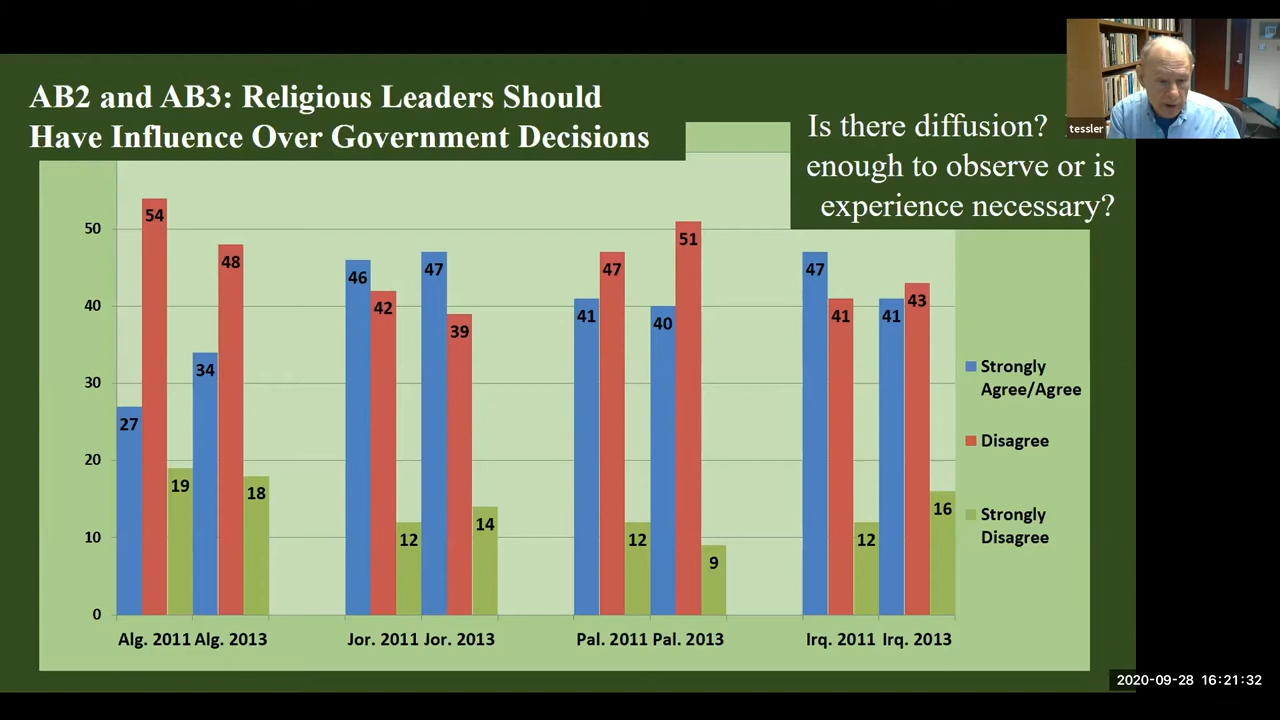 AB2 and AB3: Religious Leaders Should
Have Influence Over Government Decisions
Is there diffusion?
enough to observe or is
experience necessary?
tessler
50
40
30
20
10
0
54
48
27
34
19
18
46
42
47
39
12
14
41
47
40
51
12
9
47
41
41
43
12
16
Alg. 2011 Alg. 2013 Jor. 2011 Jor. 2013 Pal. 2011 Pal. 2013 Irq. 2011 Irq. 2013
Strongly
Agree/Agree
Disagree
Strongly
Disagree
2020-09-28 16:21:32